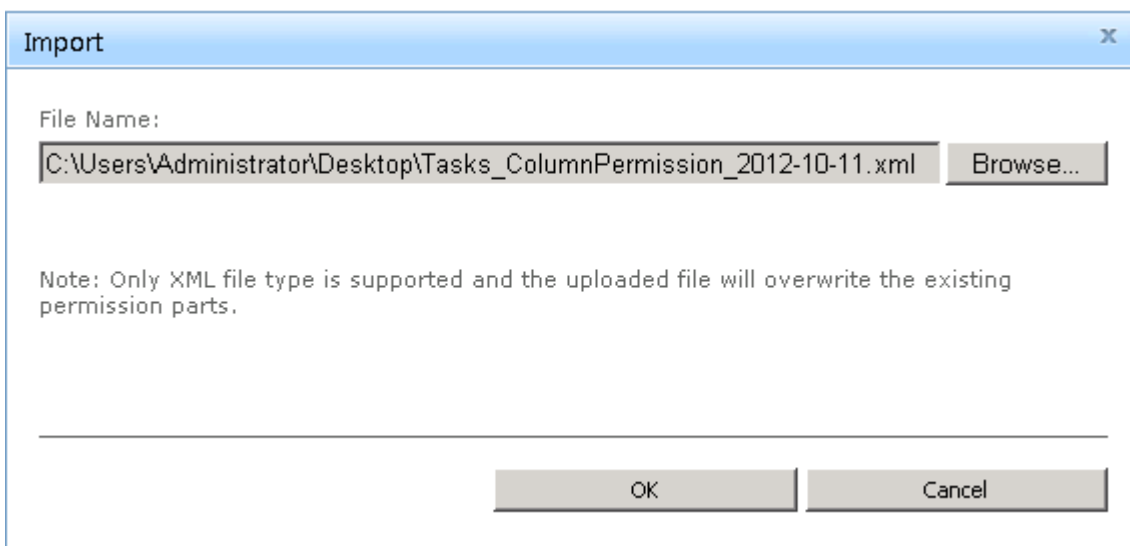 Import
x
File Name:
C:\Users\Administrator\Desktop\Tasks_ColumnPermission_2012-10-11.xml Browse...
Note: Only XML file type is supported and the uploaded file will overwrite the existing
permission parts.
OK Cancel